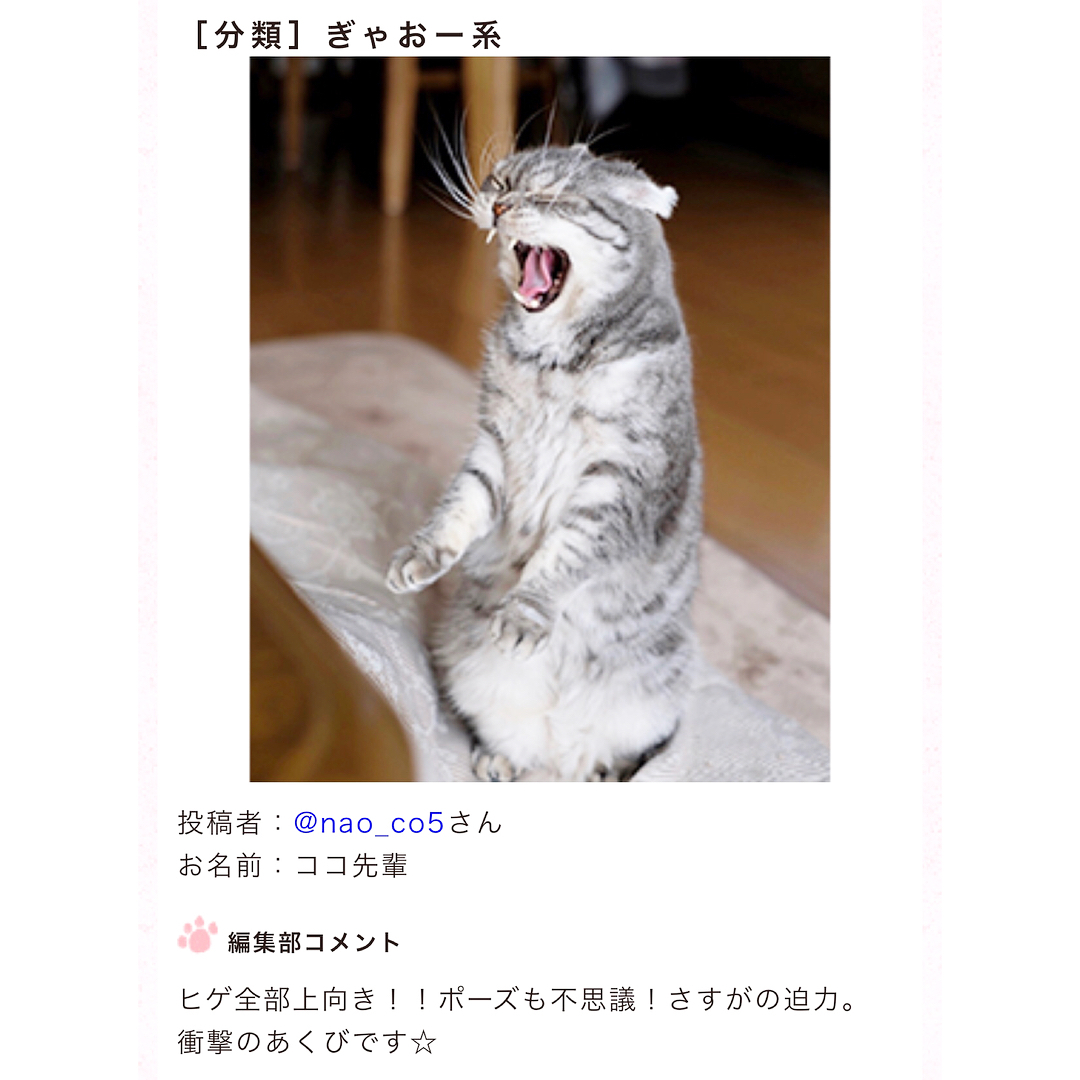 ［分類］ぎゃおー系
投稿者：@nao_co5さん
お名前：ココ先輩
編集部コメント
ヒゲ全部上向き！！ポーズも不思議！さすがの迫力。
衝撃のあくびです☆